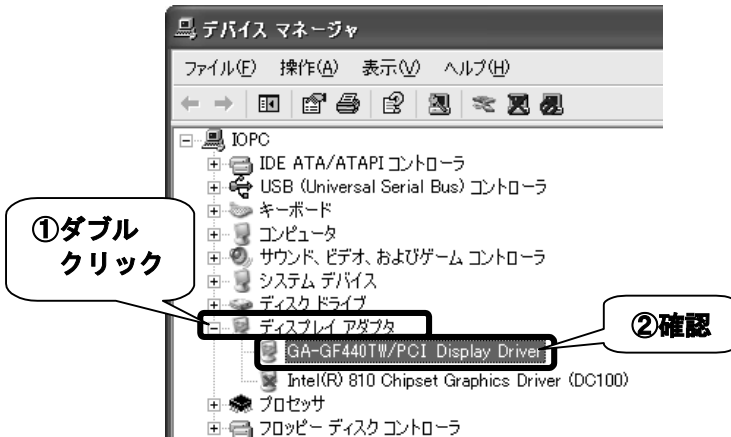 デバイス マネージャ
ファイル(F) 操作(A) 表示(V) ヘルプ(H)
IOPC
IDE ATA/ATAPI コントローラ
USB (Universal Serial Bus) コントローラ
キーボード
コンピュータ
サウンド、ビデオ、およびゲーム コントローラ
システム デバイス
ディスク ドライブ
ディスプレイ アダプタ
GA-GF440TW/PCI Display Driver
Intel(R) 810 Chipset Graphics Driver (DC100)
プロセッサ
フロッピー ディスク コントローラ
①ダブル
クリック
②確認